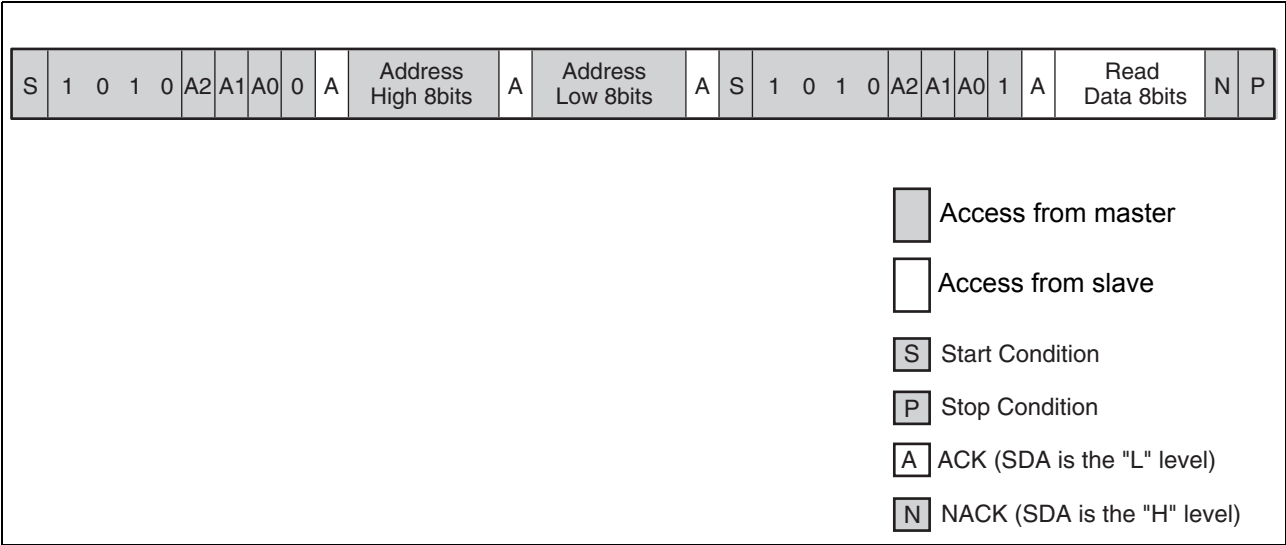 S 1 0 1 0 A2 A1 A0 0 A Address High 8bits A Address Low 8bits A S 1 0 1 0 A2 A1 A0 1 A Read Data 8bits N P
Access from master
Access from slave
S Start Condition
P Stop Condition
A ACK (SDA is the "L" level)
N NACK (SDA is the "H" level)